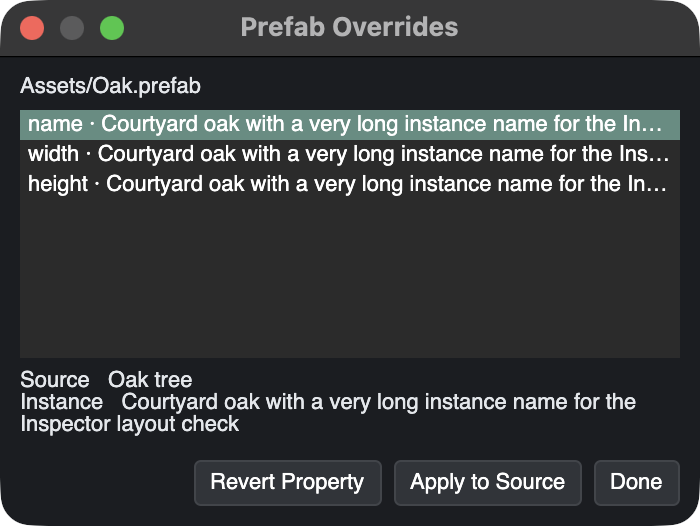 Prefab Overrides
Assets/Oak.prefab
name · Courtyard oak with a very long instance name for the In…
width · Courtyard oak with a very long instance name for the Ins…
height · Courtyard oak with a very long instance name for the In…
Source Oak tree
Instance Courtyard oak with a very long instance name for the
Inspector layout check
Revert Property Apply to Source Done